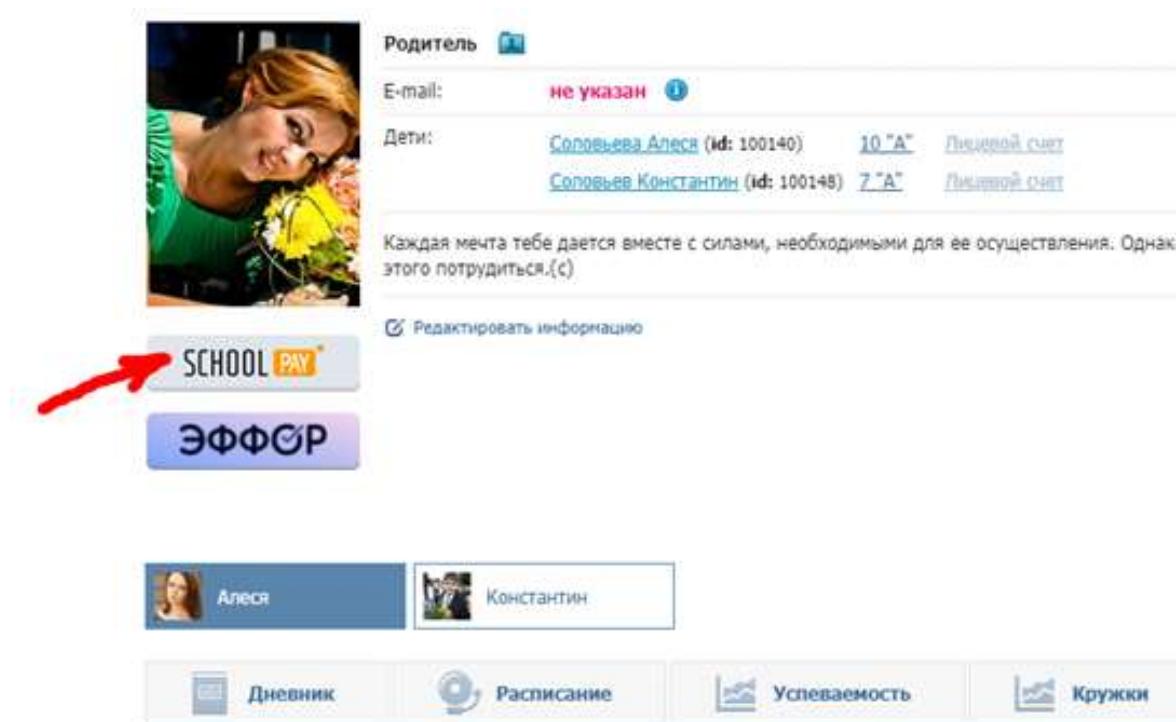 Родитель
E-mail: не указан
Дети: Соловьева Алеся (id: 100140) 10 "А" Лицевой счет
Соловьев Константин (id: 100148) 7 "А" Лицевой счет
Каждая мечта тебе дается вместе с силами, необходимыми для ее осуществления. Однак
этого потрудиться.(с)
Редактировать информацию
SCHOOL PAY
ЭФФОР
Алеся Константин
Дневник Расписание Успеваемость Кружки